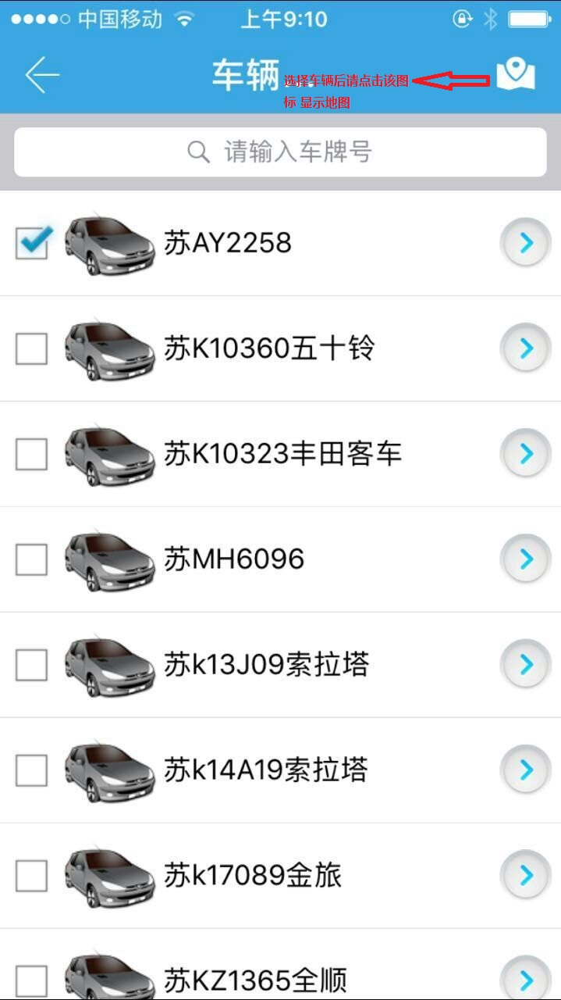 中国移动 上午9:10
车辆...
选择车辆后请点击该图
标 显示地图
请输入车牌号
苏AY2258
苏K10360五十铃
苏K10323丰田客车
苏MH6096
苏k13J09索拉塔
苏k14A19索拉塔
苏k17089金旅
苏KZ1365全顺